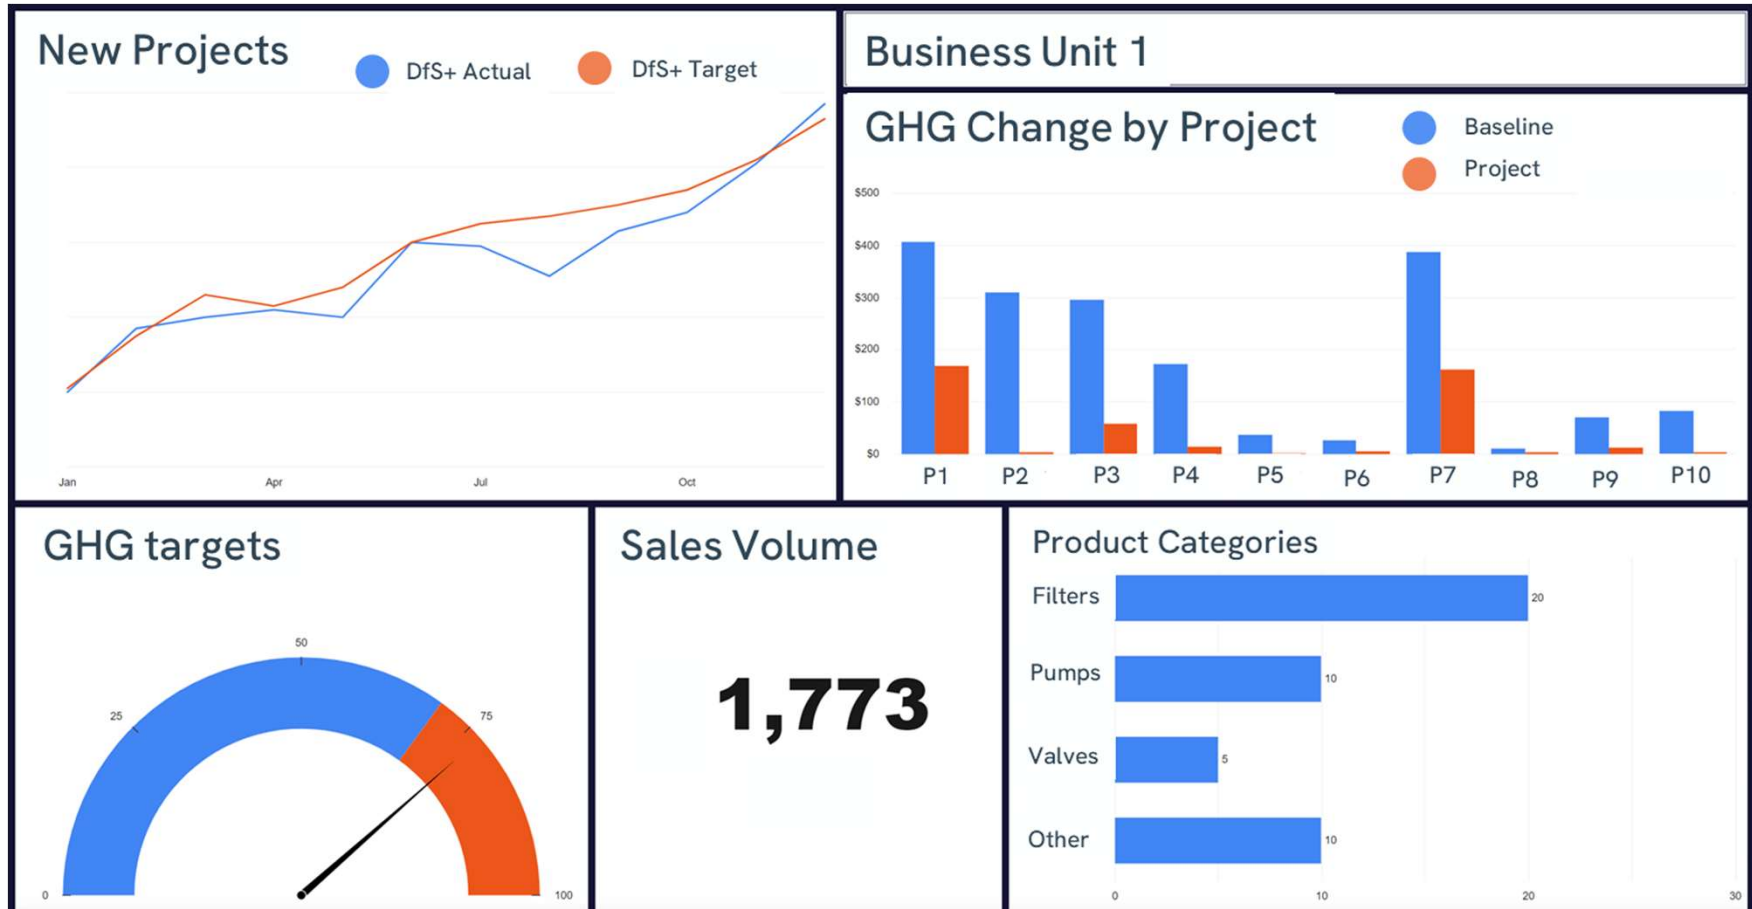 New Projects
DfS+ Actual
DfS+ Target
Jan
Apr
Jul
Oct
Business Unit 1
GHG Change by Project
Baseline
Project
$500
$400
$300
$200
$100
$0
P1 P2 P3 P4 P5 P6 P7 P8 P9 P10
GHG targets
0
25
50
75
100
Sales Volume
1,773
Product Categories
Filters 20
Pumps 10
Valves 5
Other 10
0 10 20 30